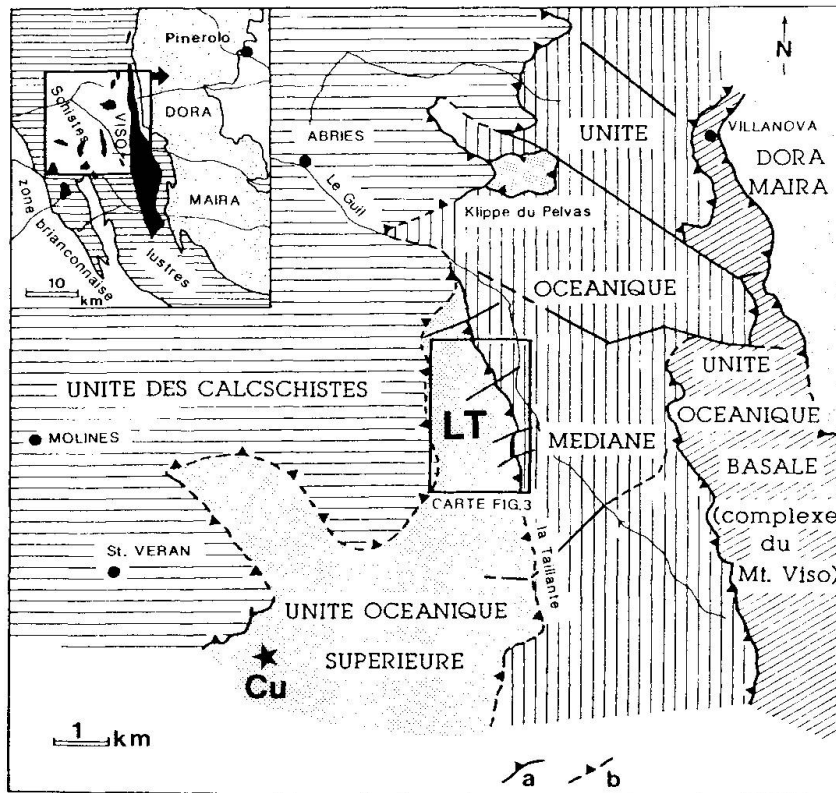 Pinerolo
Schistes
VISO
DORA
MAIRA
zone
briançonnaise
lustres
10
km
N
ABRIES
Le Guil
UNITE
VILLANOVA
DORA
MAIRA
Klippe du Pelvas
OCEANIQUE
UNITE
UNITE DES CALCSCHISTES
LT
OCEANIQUE
MOLINES
MEDIANE
BASALE
CARTE FIG.3
(complexe
du
Mt. Viso)
la Taillante
St. VERAN
UNITE OCEANIQUE
SUPERIEURE
Cu
1
km
a
b